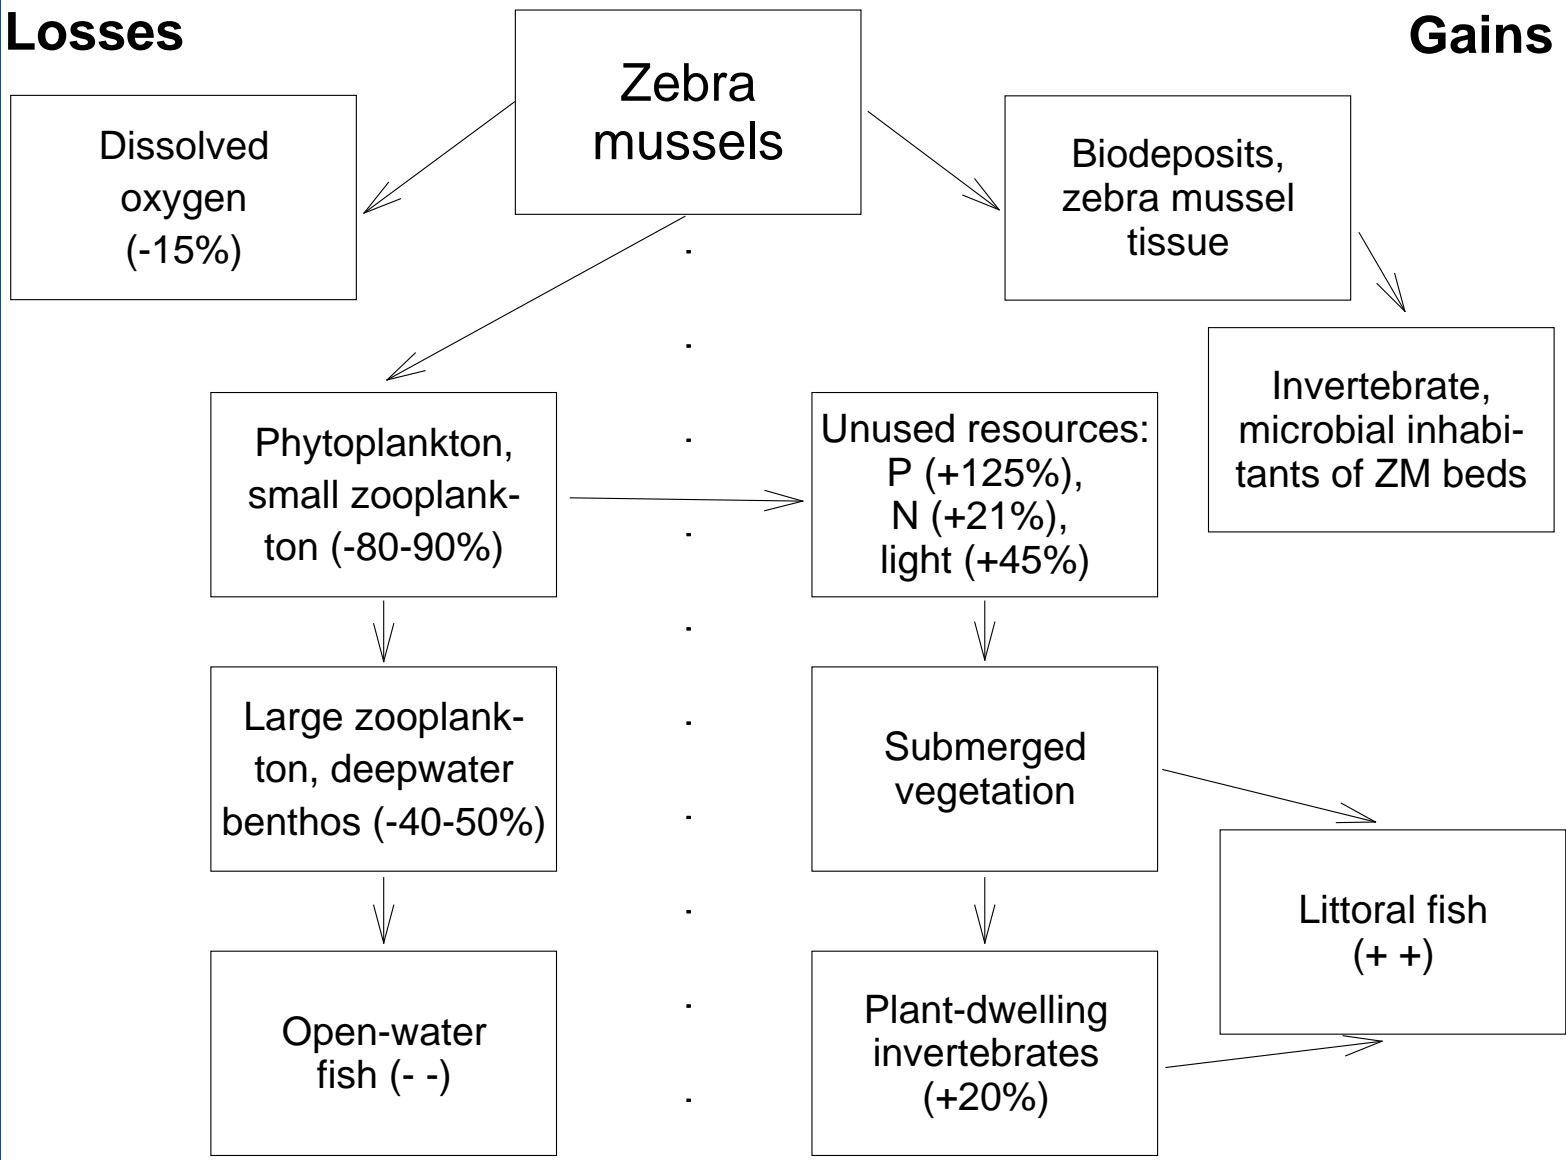 Losses
Gains
Zebra
mussels
Dissolved
oxygen
(-15%)
Biodeposits,
zebra mussel
tissue
Invertebrate,
microbial inhabi-
tants of ZM beds
Phytoplankton,
small zooplank-
ton (-80-90%)
Unused resources:
P (+125%),
N (+21%),
light (+45%)
Large zooplank-
ton, deepwater
benthos (-40-50%)
Submerged
vegetation
Littoral fish
(+ +)
Open-water
fish (- -)
Plant-dwelling
invertebrates
(+20%)